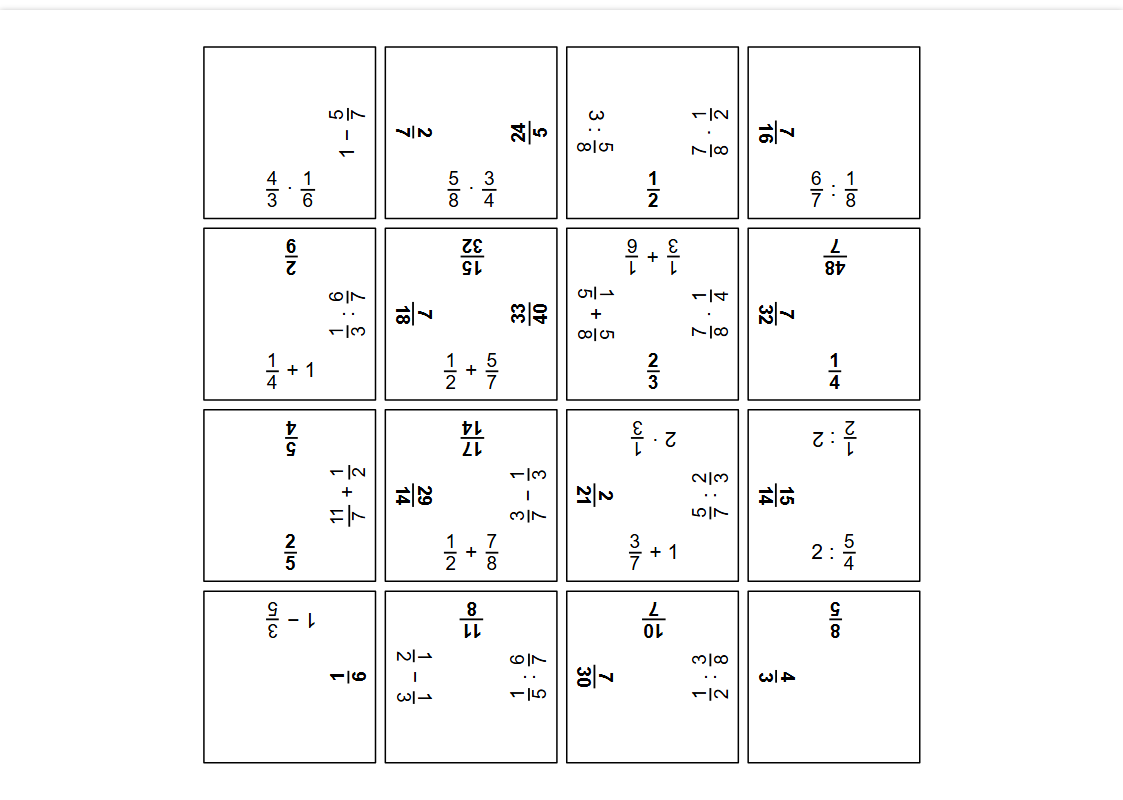 1 − 5/7
4/3 · 1/6
2/7
24/5
5/8 · 3/4
3 : 5/8
7/8 · 1/2
1/2
7/16
6/7 : 1/8
2/9
1/3 : 6/7
1/4 + 1
15/32
7/18
33/40
1/2 + 5/7
1/3 + 1/6
1/5 + 5/8
7/8 · 1/4
2/3
48/7
7/32
1/4
5/4
11/7 + 1/2
2/5
17/14
29/14
3/7 − 1/3
1/2 + 7/8
2 · 1/3
2/21
5/7 : 2/3
3/7 + 1
1/2 : 2
15/14
2 : 5/4
1 − 3/5
1/6
11/8
1/2 − 1/3
1/5 : 6/7
10/7
7/30
1/2 : 3/8
8/5
4/3